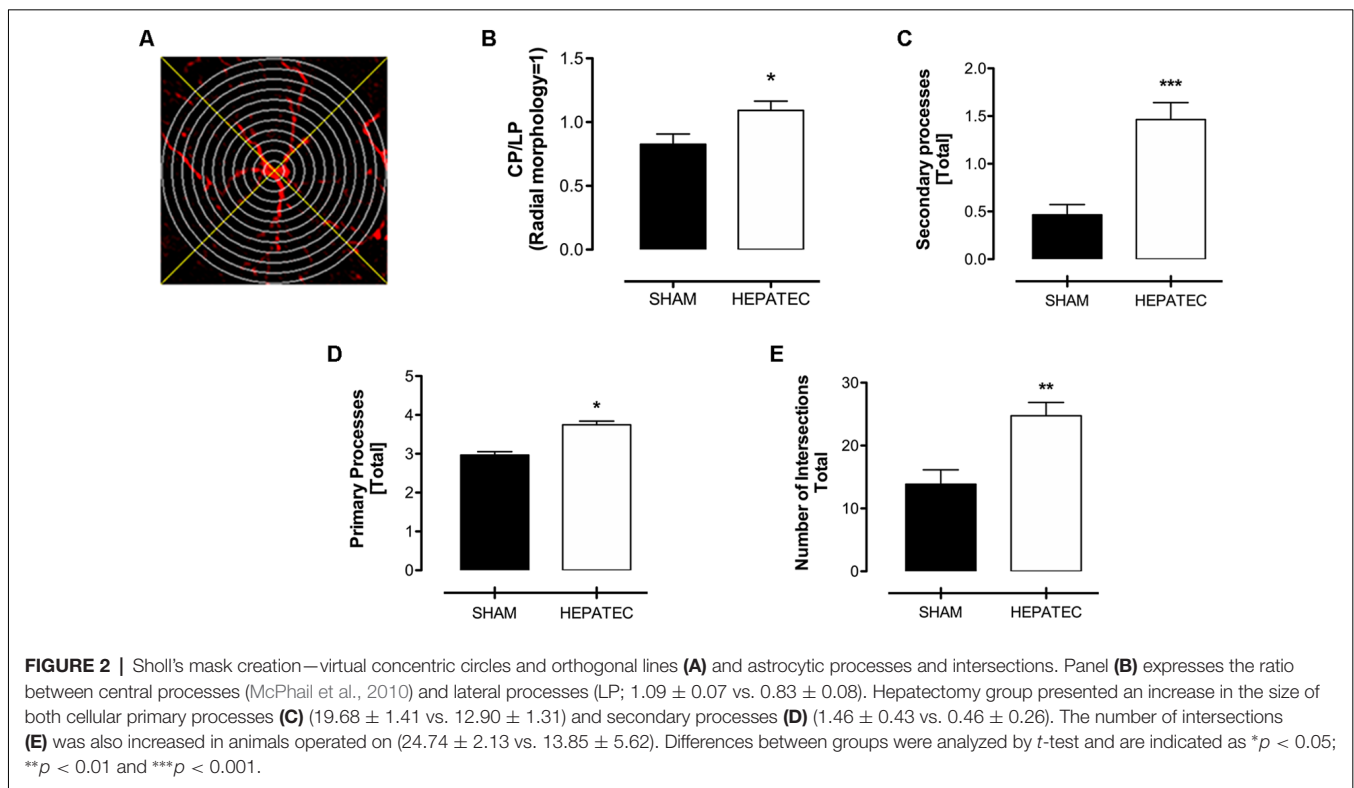 A
B
CP/LP
(Radial morphology=1)
1.5
1.0
0.5
0.0
*
SHAM
HEPATEC
C
Secondary processes
[Total]
2.0
1.5
1.0
0.5
0.0
***
SHAM
HEPATEC
D
Primary Processes
[Total]
5
4
3
2
1
0
*
SHAM
HEPATEC
E
Number of Intersections
Total
30
20
10
0
**
SHAM
HEPATEC
FIGURE 2 | Sholl's mask creation—virtual concentric circles and orthogonal lines (A) and astrocytic processes and intersections. Panel (B) expresses the ratio
between central processes (McPhail et al., 2010) and lateral processes (LP; 1.09 ± 0.07 vs. 0.83 ± 0.08). Hepatectomy group presented an increase in the size of
both cellular primary processes (C) (19.68 ± 1.41 vs. 12.90 ± 1.31) and secondary processes (D) (1.46 ± 0.43 vs. 0.46 ± 0.26). The number of intersections
(E) was also increased in animals operated on (24.74 ± 2.13 vs. 13.85 ± 5.62). Differences between groups were analyzed by t-test and are indicated as *p < 0.05;
**p < 0.01 and ***p < 0.001.